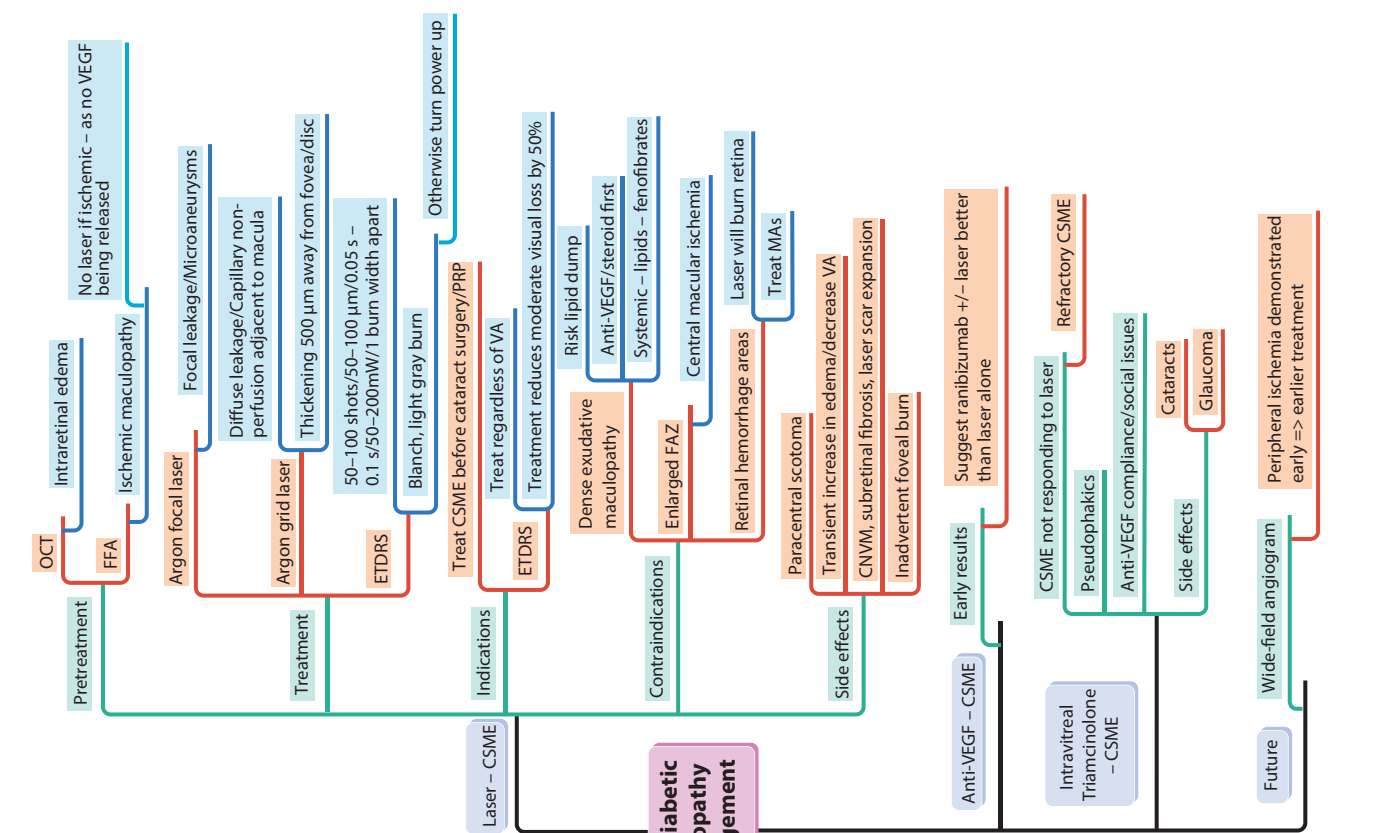 Laser – CSME
Pretreatment
OCT
Intraretinal edema
FFA
Ischemic maculopathy
No laser if ischemic – as no VEGF
being released
Treatment
Argon focal laser
Focal leakage/Microaneurysms
Argon grid laser
Diffuse leakage/Capillary non-
perfusion adjacent to macula
Thickening 500 μm away from fovea/disc
ETDRS
50–100 shots/50–100 μm/0.05 s –
0.1 s/50–200mW/1 burn width apart
Blanch, light gray burn
Otherwise turn power up
Indications
Treat CSME before cataract surgery/PRP
ETDRS
Treat regardless of VA
Treatment reduces moderate visual loss by 50%
Contraindications
Dense exudative
maculopathy
Risk lipid dump
Anti-VEGF/steroid first
Systemic – lipids – fenofibrates
Enlarged FAZ
Central macular ischemia
Retinal hemorrhage areas
Laser will burn retina
Treat MAs
Side effects
Paracentral scotoma
Transient increase in edema/decrease VA
CNVM, subretinal fibrosis, laser scar expansion
Inadvertent foveal burn
iabetic
opathy
gement
Anti-VEGF – CSME
Early results
Suggest ranibizumab +/– laser better
than laser alone
Intravitreal
Triamcinolone
– CSME
CSME not responding to laser
Refractory CSME
Pseudophakics
Anti-VEGF compliance/social issues
Side effects
Cataracts
Glaucoma
Future
Wide-field angiogram
Peripheral ischemia demonstrated
early => earlier treatment